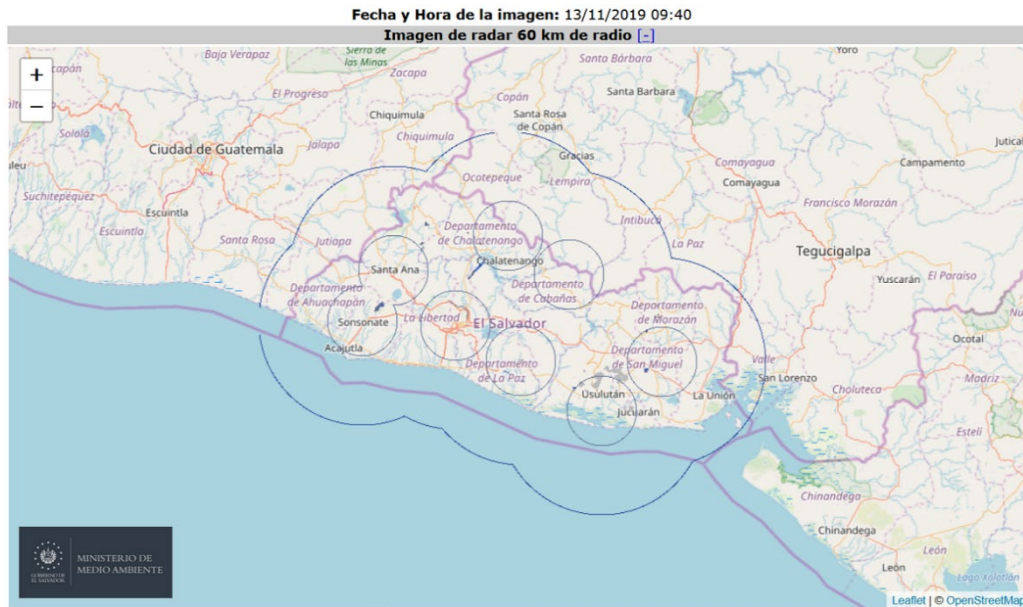 Fecha y Hora de la imagen: 13/11/2019 09:40
Imagen de radar 60 km de radio [-]
+
−
Baja Verapaz
Sierra de
las Minas
Zacapa
Santa Bárbara
Yoro
El Progreso
Copán
Santa Barbara
Chiquimula
Santa Rosa
de Copán
Sololá
Jalapa
Chiquimula
Ciudad de Guatemala
Gracias
Comayagua
Campamento
Jutical
Suchitepéquez
Ocotepeque
Lempira
Comayagua
Escuintla
Intibucá
Francisco Morazán
Escuintla
Santa Rosa
Jutiapa
Departamento
de Chalatenango
La Paz
Tegucigalpa
Santa Ana
Chalatenango
Yuscarán
El Paraíso
Departamento
de Ahuachapán
Departamento
de Cabañas
Departamento
de Morazán
Sonsonate
La Libertad
El Salvador
Ocotal
Acajutla
Departamento
de La Paz
Departamento
de San Miguel
Valle
San Lorenzo
Choluteca
Madriz
Usulután
La Unión
Jucuarán
Estelí
Chinandega
Chinandega
León
León
Lago Xolotlán
GOBIERNO DE
EL SALVADOR
MINISTERIO DE
MEDIO AMBIENTE
Leaflet | © OpenStreetMap